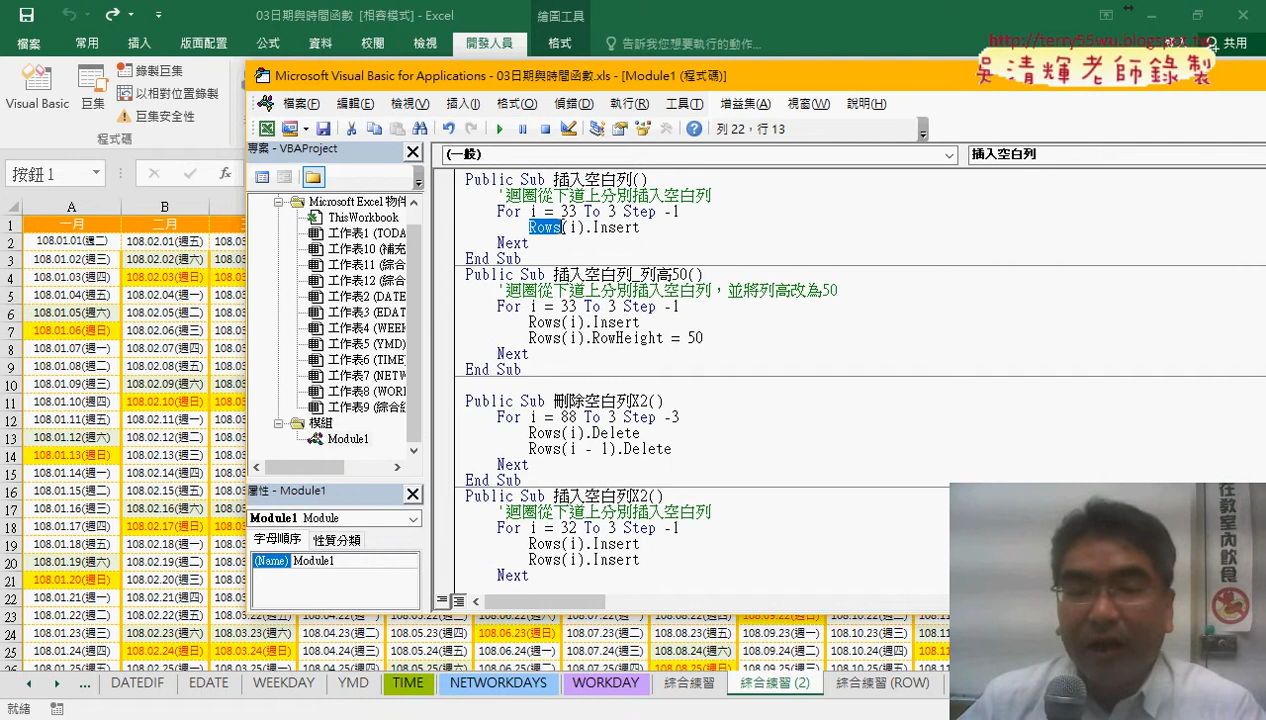 03日期與時間函數 [相容模式] - Excel
繪圖工具
檔案 常用 插入 版面配置 公式 資料 校閱 檢視 開發人員 格式 告訴我您想要執行的動作... 共用
http://terry55wu.blogspot.tw
吳清輝老師錄製
Visual Basic 巨集 錄製巨集
以相對位置錄製
巨集安全性
程式碼
按鈕 1
Microsoft Visual Basic for Applications - 03日期與時間函數.xls - [Module1 (程式碼)]
檔案(F) 編輯(E) 檢視(V) 插入(I) 格式(O) 偵錯(D) 執行(R) 工具(T) 增益集(A) 視窗(W) 說明(H)
列 22，行 13
專案 - VBAProject
Microsoft Excel 物件
ThisWorkbook
工作表1 (TODA
工作表10 (補充
工作表11 (綜合
工作表12 (綜合
工作表2 (DATE
工作表3 (EDAT
工作表4 (WEEK
工作表5 (YMD)
工作表6 (TIME
工作表7 (NET
工作表8 (WOR
工作表9 (綜合
模組
Module1
屬性 - Module1
Module1 Module
字母順序 性質分類
(Name) Module1
(一般) 插入空白列
Public Sub 插入空白列()
'迴圈從下道上分別插入空白列
For i = 33 To 3 Step -1
Rows(i).Insert
Next
End Sub
Public Sub 插入空白列_列高50()
'迴圈從下道上分別插入空白列，並將列高改為50
For i = 33 To 3 Step -1
Rows(i).Insert
Rows(i).RowHeight = 50
Next
End Sub
Public Sub 刪除空白列X2()
For i = 88 To 3 Step -3
Rows(i).Delete
Rows(i - 1).Delete
Next
End Sub
Public Sub 插入空白列X2()
'迴圈從下道上分別插入空白列
For i = 32 To 3 Step -1
Rows(i).Insert
Rows(i).Insert
Next
A B
1 一月 二月
2 108.01.01(週二) 108.02.01(週五)
3 108.01.02(週三) 108.02.02(週六)
4 108.01.03(週四) 108.02.03(週日)
5 108.01.04(週五) 108.02.04(週一)
6 108.01.05(週六) 108.02.05(週二)
7 108.01.06(週日) 108.02.06(週三)
8 108.01.07(週一) 108.02.07(週四)
9 108.01.08(週二) 108.02.08(週五)
10 108.01.09(週三) 108.02.09(週六)
11 108.01.10(週四) 108.02.10(週日)
12 108.01.11(週五) 108.02.11(週一)
13 108.01.12(週六) 108.02.12(週二)
14 108.01.13(週日) 108.02.13(週三)
15 108.01.14(週一) 108.02.14(週四)
16 108.01.15(週二) 108.02.15(週五)
17 108.01.16(週三) 108.02.16(週六)
18 108.01.17(週四) 108.02.17(週日)
19 108.01.18(週五) 108.02.18(週一)
20 108.01.19(週六) 108.02.19(週二)
21 108.01.20(週日) 108.02.20(週三)
22 108.01.21(週一) 108.02.21(週四)
23 108.01.22(週二) 108.02.22(週五)
24 108.01.23(週三) 108.02.23(週六) 108.03.23(週六) 108.04.23(週二) 108.05.23(週四) 108.06.23(週日) 108.07.23(週二) 108.08.23(週五) 108.09.23(週一) 108.10.23(週三)
25 108.01.24(週四) 108.02.24(週日) 108.03.24(週日) 108.04.24(週三) 108.05.24(週五) 108.06.24(週一) 108.07.24(週三) 108.08.24(週六) 108.09.24(週二) 108.10.24(週四)
... DATEDIF EDATE WEEKDAY YMD TIME NETWORKDAYS WORKDAY 綜合練習 綜合練習 (2) 綜合練習 (ROW)
就緒
在教室內飲食